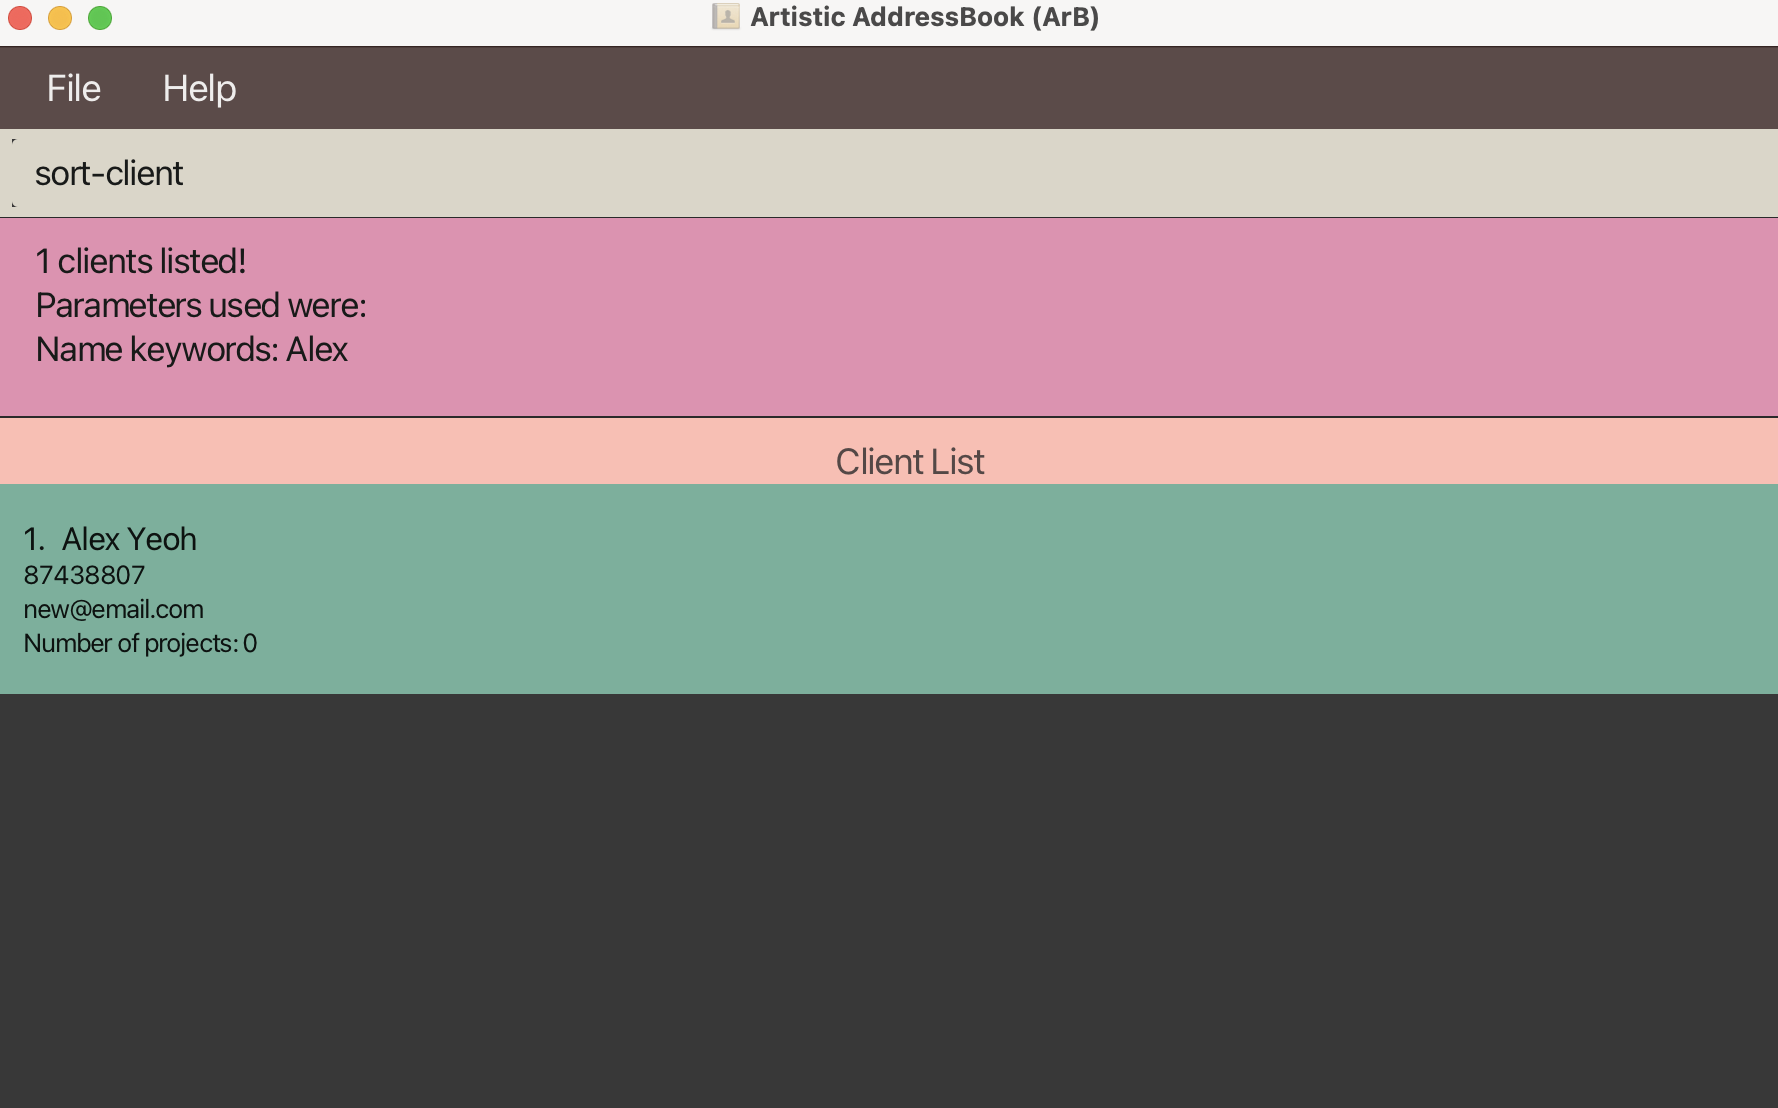 Artistic AddressBook (ArB)
File Help
sort-client
1 clients listed!
Parameters used were:
Name keywords: Alex
Client List
1. Alex Yeoh
87438807
new@email.com
Number of projects: 0